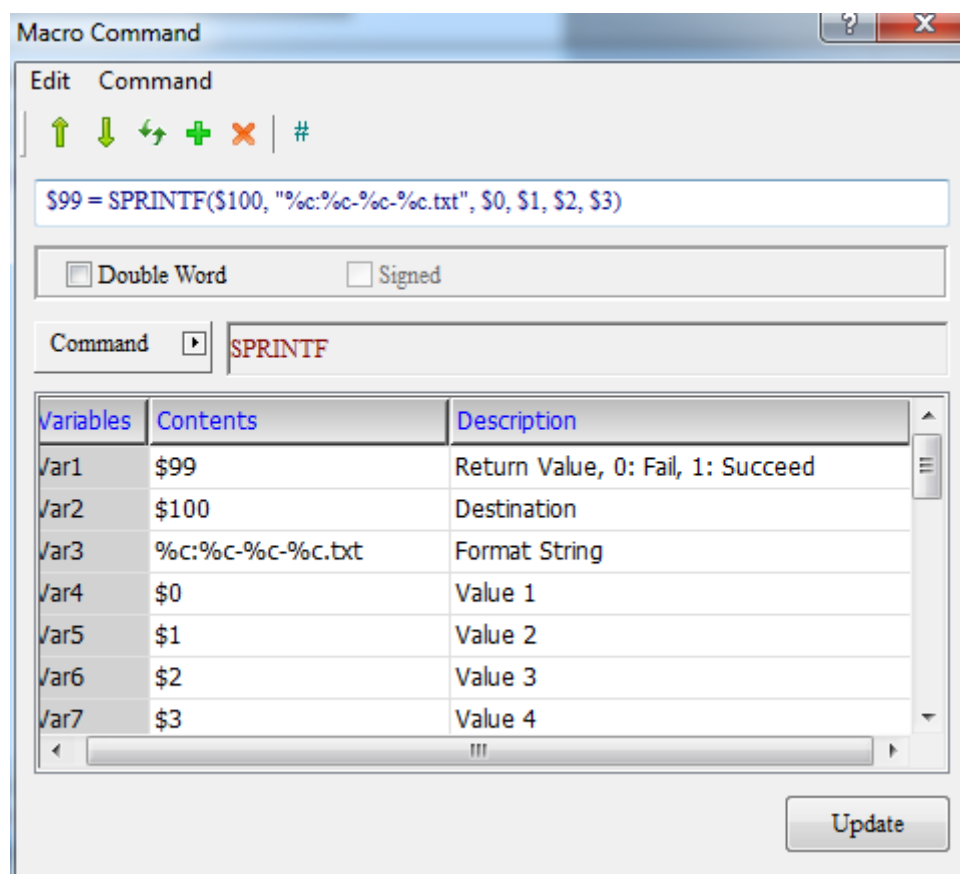 Macro Command
Edit Command
#
$99 = SPRINTF($100, "%c:%c-%c-%c.txt", $0, $1, $2, $3)
Double Word Signed
Command SPRINTF
Variables Contents Description
Var1 $99 Return Value, 0: Fail, 1: Succeed
Var2 $100 Destination
Var3 %c:%c-%c-%c.txt Format String
Var4 $0 Value 1
Var5 $1 Value 2
Var6 $2 Value 3
Var7 $3 Value 4
Update